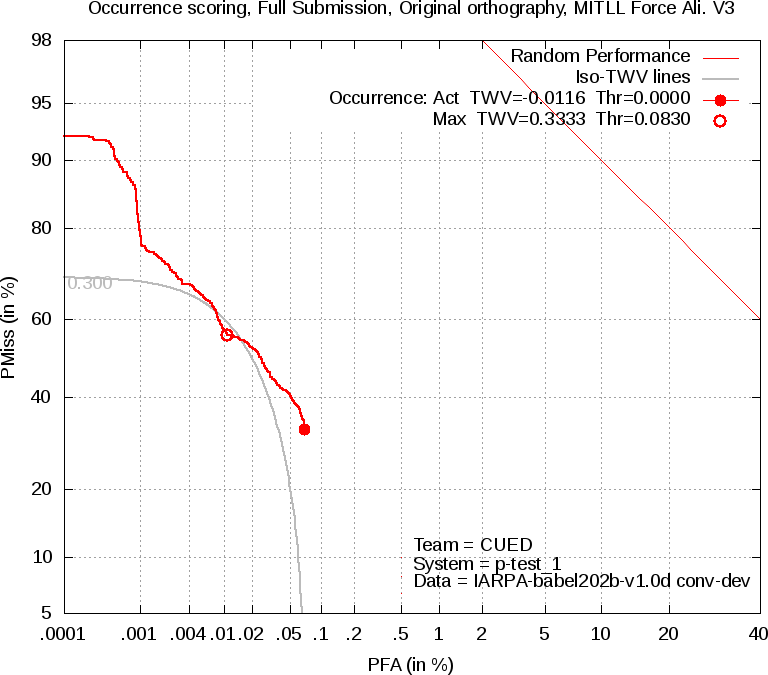 Occurrence scoring, Full Submission, Original orthography, MITLL Force Ali. V3
Random Performance
Iso-TWV lines
Occurrence: Act TWV=-0.0116 Thr=0.0000
Max TWV=0.3333 Thr=0.0830
98
95
90
80
60
40
20
10
5
PMiss (in %)
0.300
Team = CUED
System = p-test_1
Data = IARPA-babel202b-v1.0d conv-dev
.0001 .001 .004 .01 .02 .05 .1 .2 .5 1 2 5 10 20 40
PFA (in %)